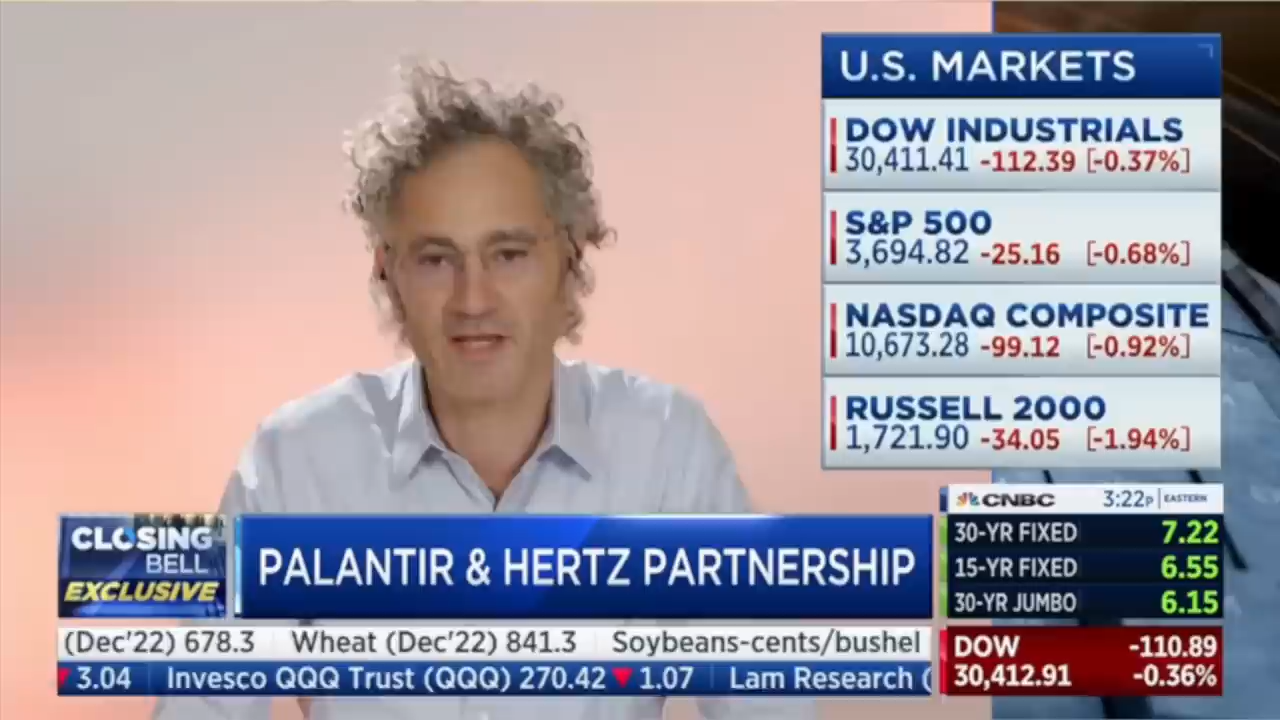 U.S. MARKETS
DOW INDUSTRIALS
30,411.41 -112.39 [-0.37%]
S&P 500
3,694.82 -25.16 [-0.68%]
NASDAQ COMPOSITE
10,673.28 -99.12 [-0.92%]
RUSSELL 2000
1,721.90 -34.05 [-1.94%]
CNBC 3:22P EASTERN
30-YR FIXED 7.22
15-YR FIXED 6.55
30-YR JUMBO 6.15
CLOSING
BELL
EXCLUSIVE
PALANTIR & HERTZ PARTNERSHIP
(Dec'22) 678.3 Wheat (Dec'22) 841.3 Soybeans-cents/bushel
▼ 3.04 Invesco QQQ Trust (QQQ) 270.42 ▼ 1.07 Lam Research (
DOW -110.89
30,412.91 -0.36%